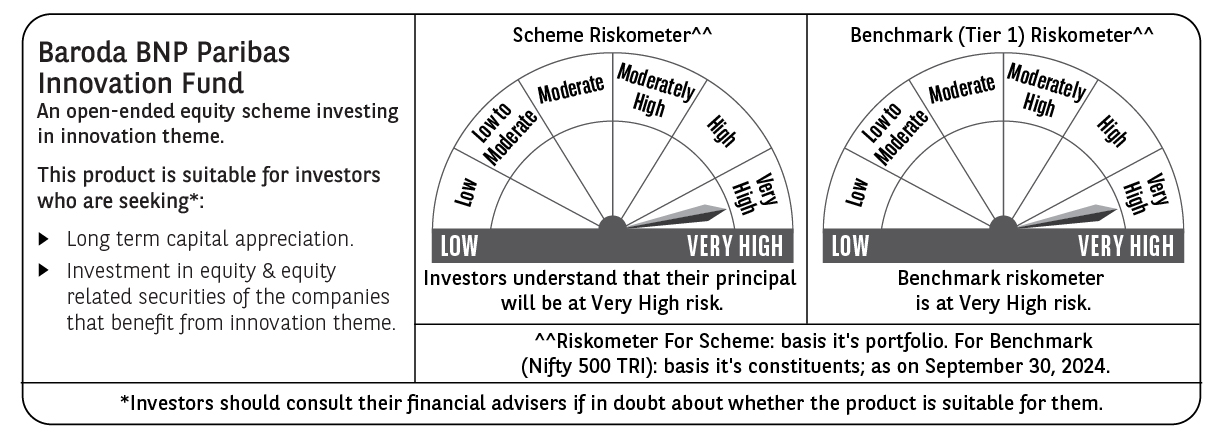 Baroda BNP Paribas
Innovation Fund
An open-ended equity scheme investing
in innovation theme.
This product is suitable for investors
who are seeking*:
Long term capital appreciation.
Investment in equity & equity
related securities of the companies
that benefit from innovation theme.
Scheme Riskometer^^
Low
Low to
Moderate
Moderate
Moderately
High
High
Very
High
LOW
VERY HIGH
Investors understand that their principal
will be at Very High risk.
Benchmark (Tier 1) Riskometer^^
Low
Low to
Moderate
Moderate
Moderately
High
High
Very
High
LOW
VERY HIGH
Benchmark riskometer
is at Very High risk.
^^Riskometer For Scheme: basis it's portfolio. For Benchmark
(Nifty 500 TRI): basis it's constituents; as on September 30, 2024.
*Investors should consult their financial advisers if in doubt about whether the product is suitable for them.